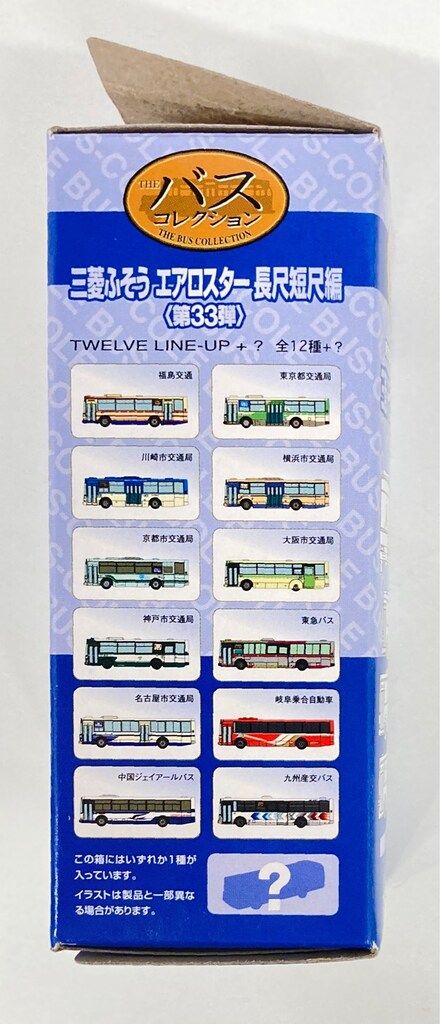 THE バス
コレクション
THE BUS COLLECTION
三菱ふそう エアロスター 長尺短尺編
〈第33弾〉
TWELVE LINE-UP + ? 全12種+?
福島交通
東京都交通局
川崎市交通局
横浜市交通局
京都市交通局
大阪市交通局
神戸市交通局
東急バス
名古屋市交通局
岐阜乗合自動車
中国ジェイアールバス
九州産交バス
この箱にはいずれか1種が
入っています。
イラストは製品と一部異な
る場合があります。
?